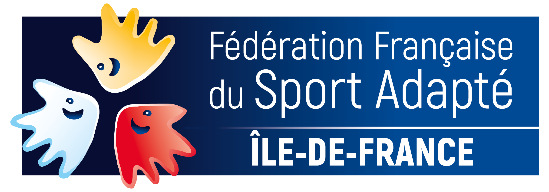 Fédération Française
du Sport Adapté
ÎLE-DE-FRANCE